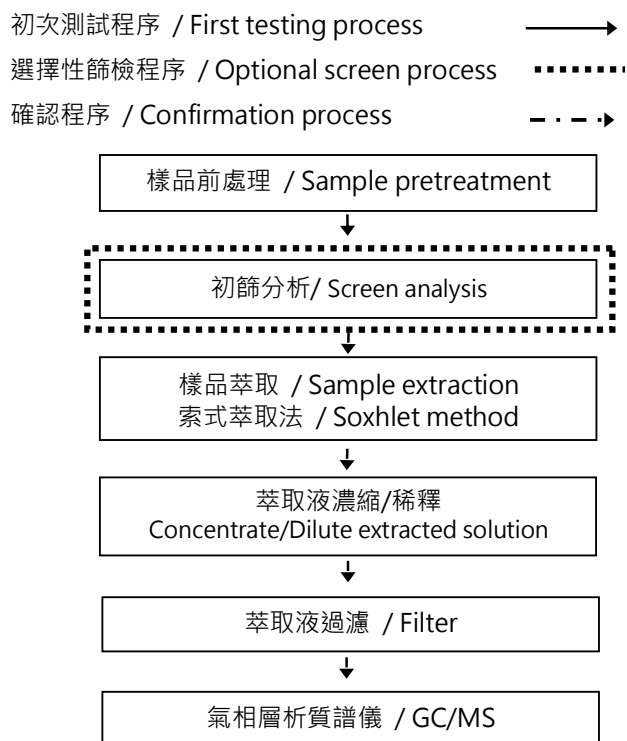 初次測試程序 / First testing process
選擇性篩檢程序 / Optional screen process
確認程序 / Confirmation process
樣品前處理 / Sample pretreatment
初篩分析/ Screen analysis
樣品萃取 / Sample extraction
索式萃取法 / Soxhlet method
萃取液濃縮/稀釋
Concentrate/Dilute extracted solution
萃取液過濾 / Filter
氣相層析質譜儀 / GC/MS